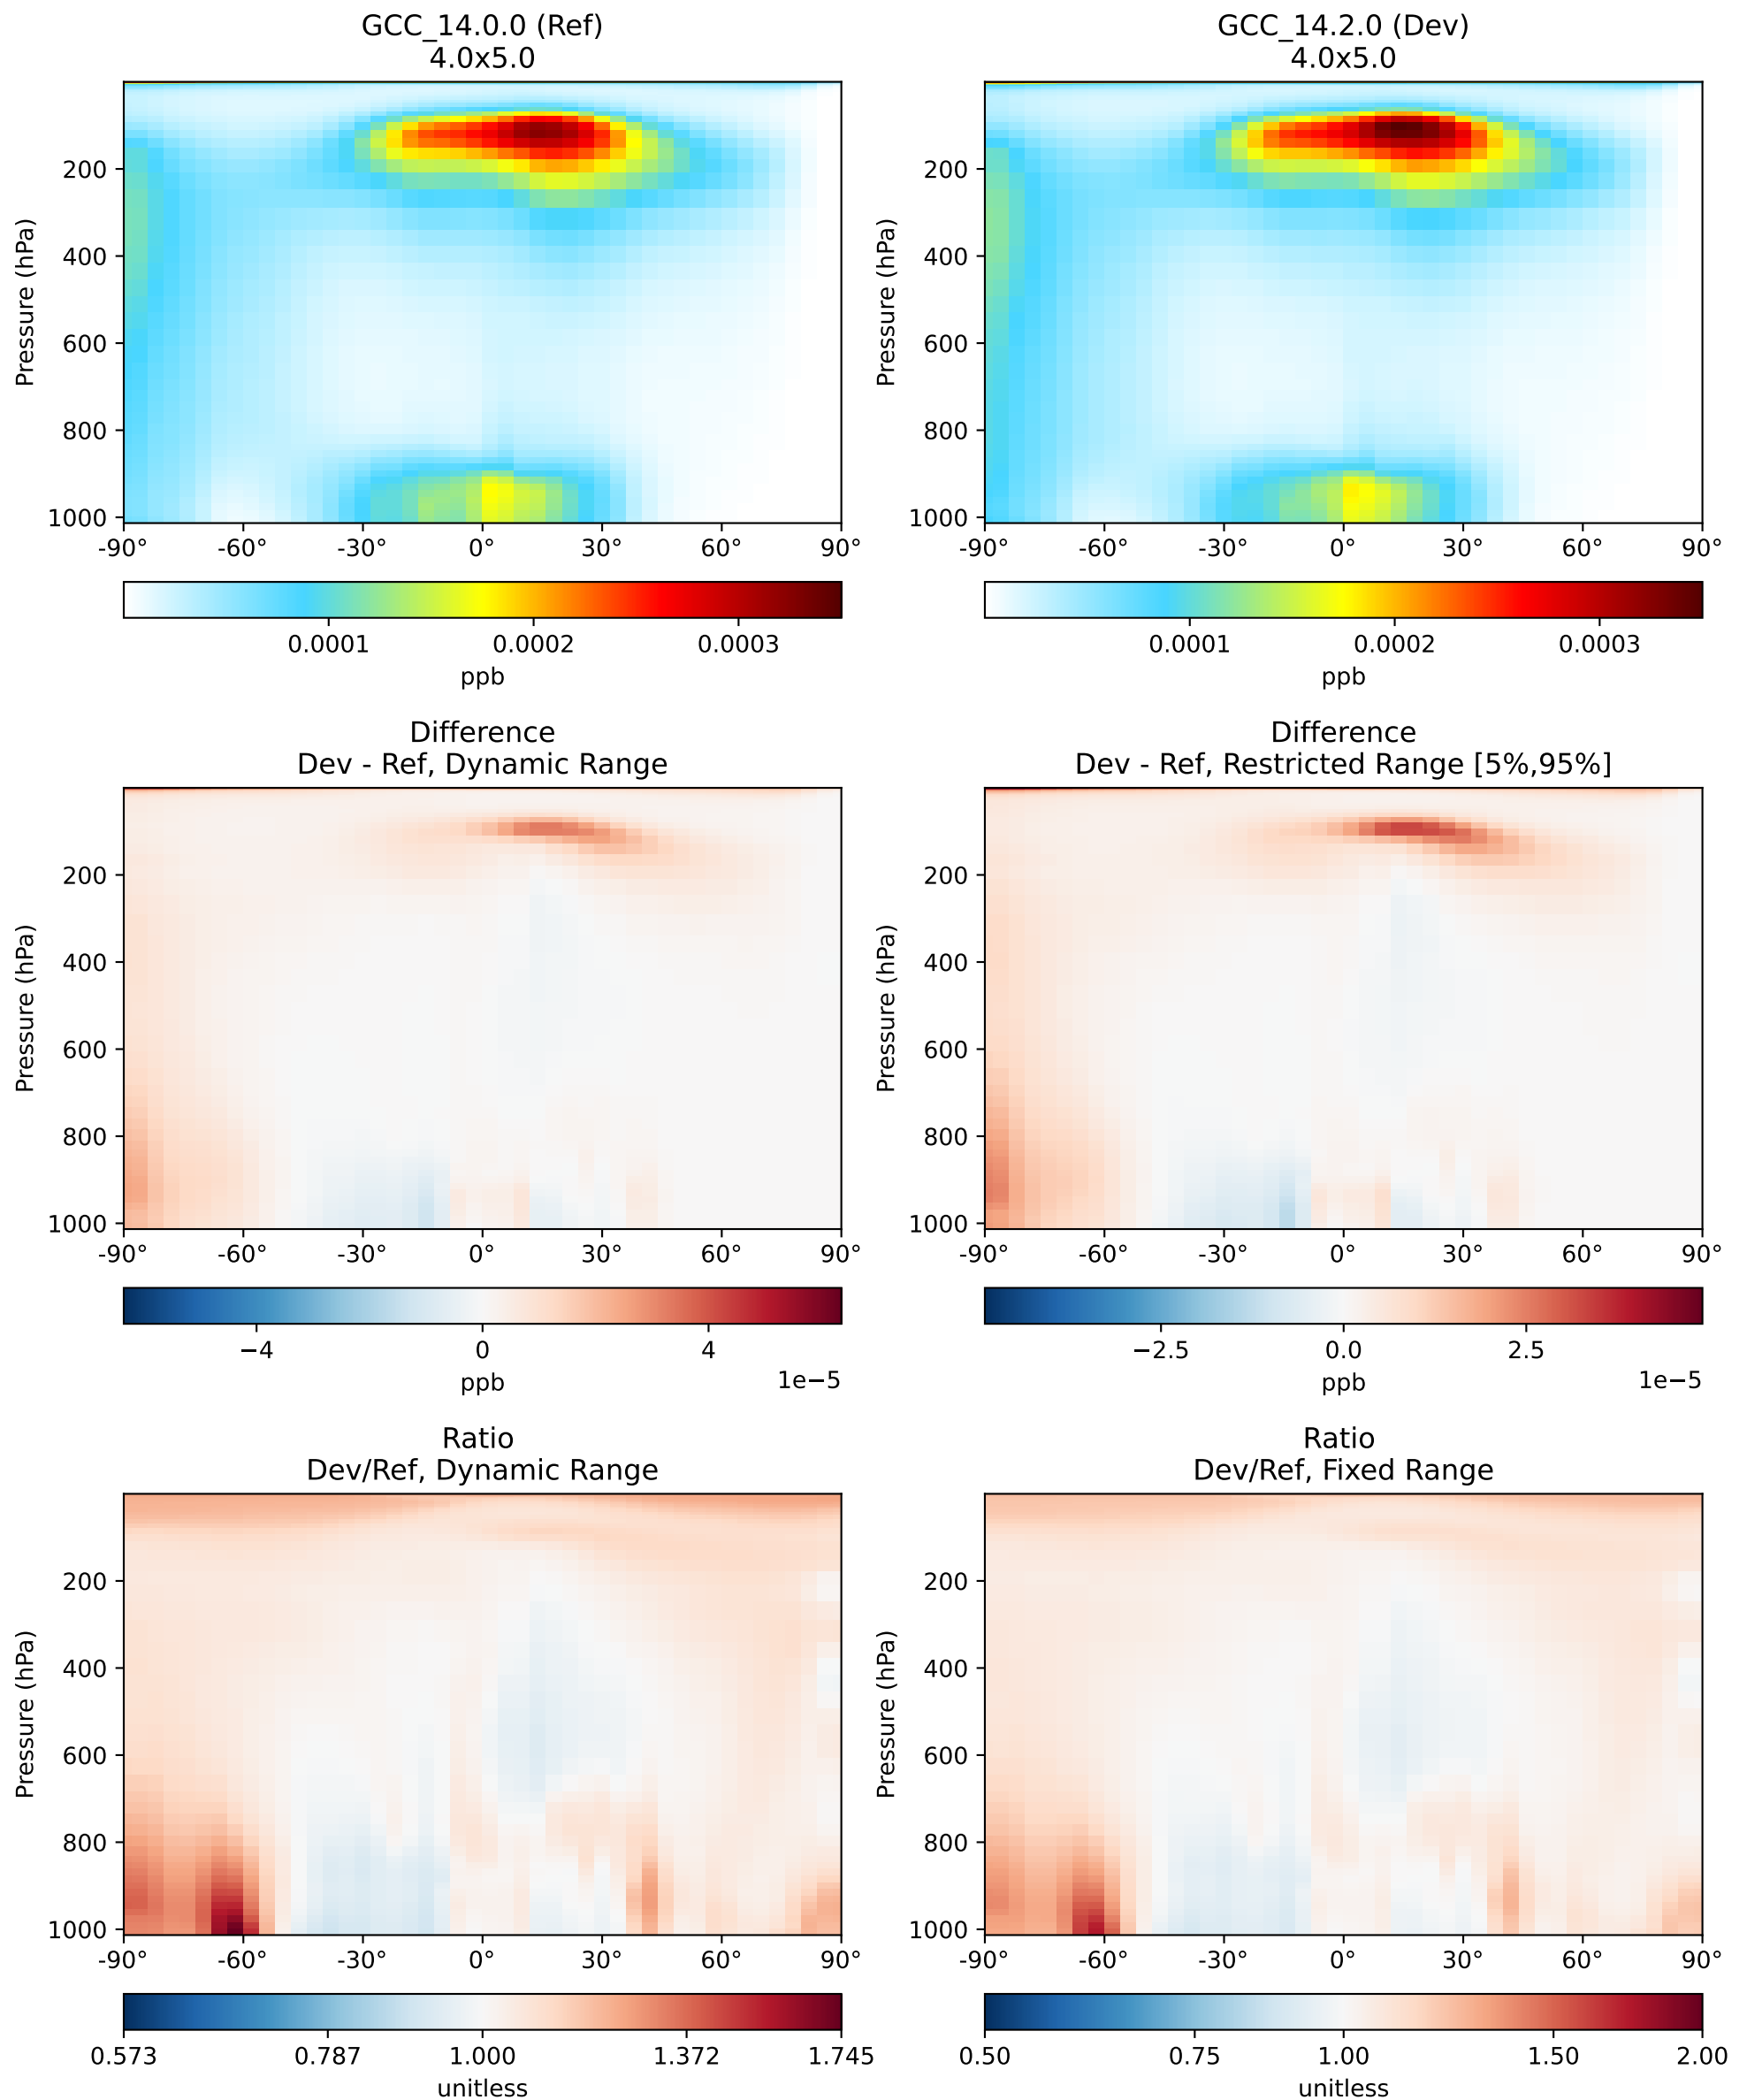 GCC_14.0.0 (Ref)
4.0x5.0
Pressure (hPa)
200
400
600
800
1000
-90° -60° -30° 0° 30° 60° 90°
0.0001 0.0002 0.0003
ppb
GCC_14.2.0 (Dev)
4.0x5.0
Pressure (hPa)
200
400
600
800
1000
-90° -60° -30° 0° 30° 60° 90°
0.0001 0.0002 0.0003
ppb
Difference
Dev - Ref, Dynamic Range
Pressure (hPa)
200
400
600
800
1000
-90° -60° -30° 0° 30° 60° 90°
−4 0 4
ppb
1e−5
Difference
Dev - Ref, Restricted Range [5%,95%]
Pressure (hPa)
200
400
600
800
1000
-90° -60° -30° 0° 30° 60° 90°
−2.5 0.0 2.5
ppb
1e−5
Ratio
Dev/Ref, Dynamic Range
Pressure (hPa)
200
400
600
800
1000
-90° -60° -30° 0° 30° 60° 90°
0.573 0.787 1.000 1.372 1.745
unitless
Ratio
Dev/Ref, Fixed Range
Pressure (hPa)
200
400
600
800
1000
-90° -60° -30° 0° 30° 60° 90°
0.50 0.75 1.00 1.50 2.00
unitless